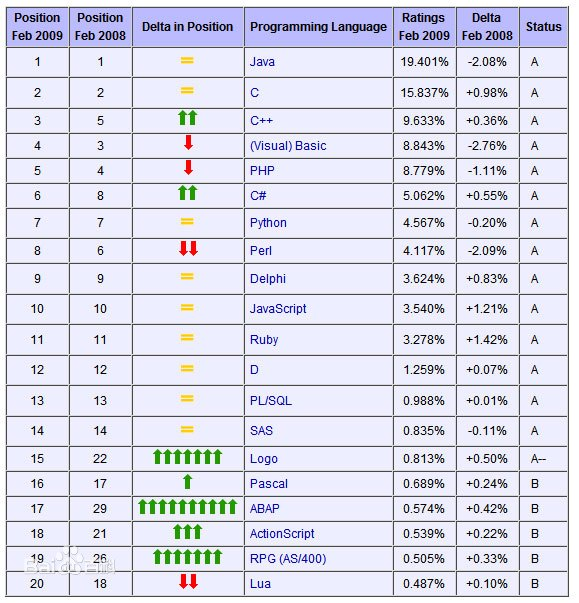 Position Feb 2009 Position Feb 2008 Delta in Position Programming Language Ratings Feb 2009 Delta Feb 2008 Status
1 1 Java 19.401% -2.08% A
2 2 C 15.837% +0.98% A
3 5 C++ 9.633% +0.36% A
4 3 (Visual) Basic 8.843% -2.76% A
5 4 PHP 8.779% -1.11% A
6 8 C# 5.062% +0.55% A
7 7 Python 4.567% -0.20% A
8 6 Perl 4.117% -2.09% A
9 9 Delphi 3.624% +0.83% A
10 10 JavaScript 3.540% +1.21% A
11 11 Ruby 3.278% +1.42% A
12 12 D 1.259% +0.07% A
13 13 PL/SQL 0.988% +0.01% A
14 14 SAS 0.835% -0.11% A
15 22 Logo 0.813% +0.50% A--
16 17 Pascal 0.689% +0.24% B
17 29 ABAP 0.574% +0.42% B
18 21 ActionScript 0.539% +0.22% B
19 26 RPG (AS/400) 0.505% +0.33% B
20 18 Lua 0.487% +0.10% B
Bai百科